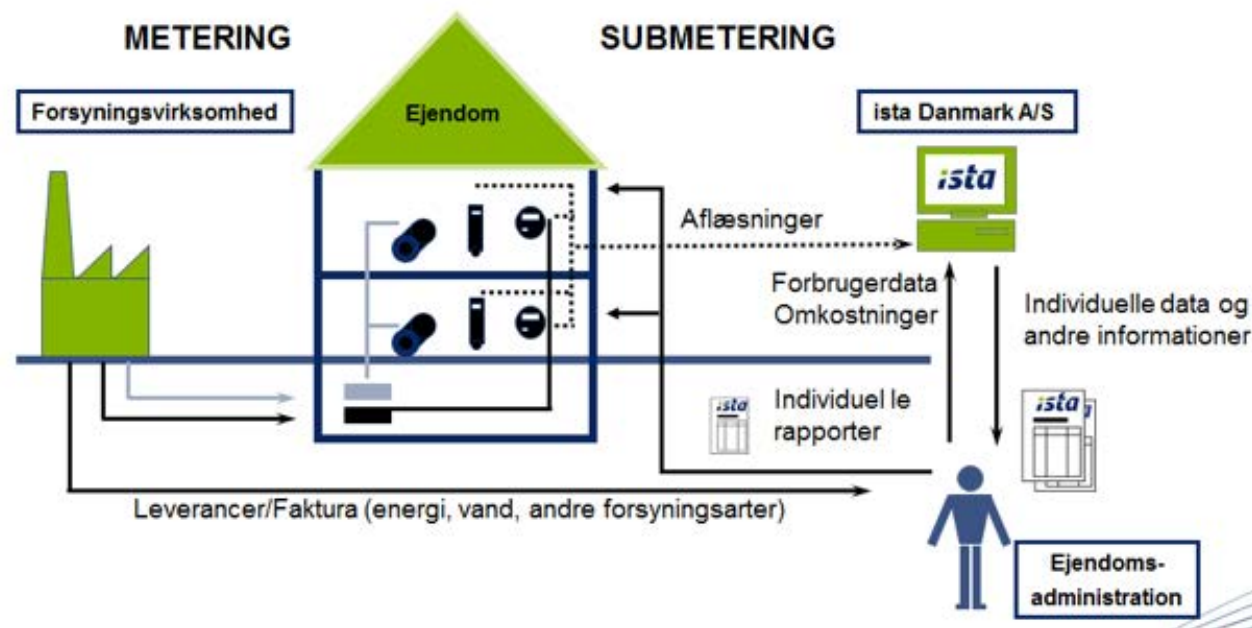 METERING
SUBMETERING
Forsyningsvirksomhed
Ejendom
ista Danmark A/S
ista
Aflæsninger
Forbrugerdata
Omkostninger
Individuelle data og
andre informationer
ista
Individuel le
rapporter
ista
Leverancer/Faktura (energi, vand, andre forsyningsarter)
Ejendoms-
administration